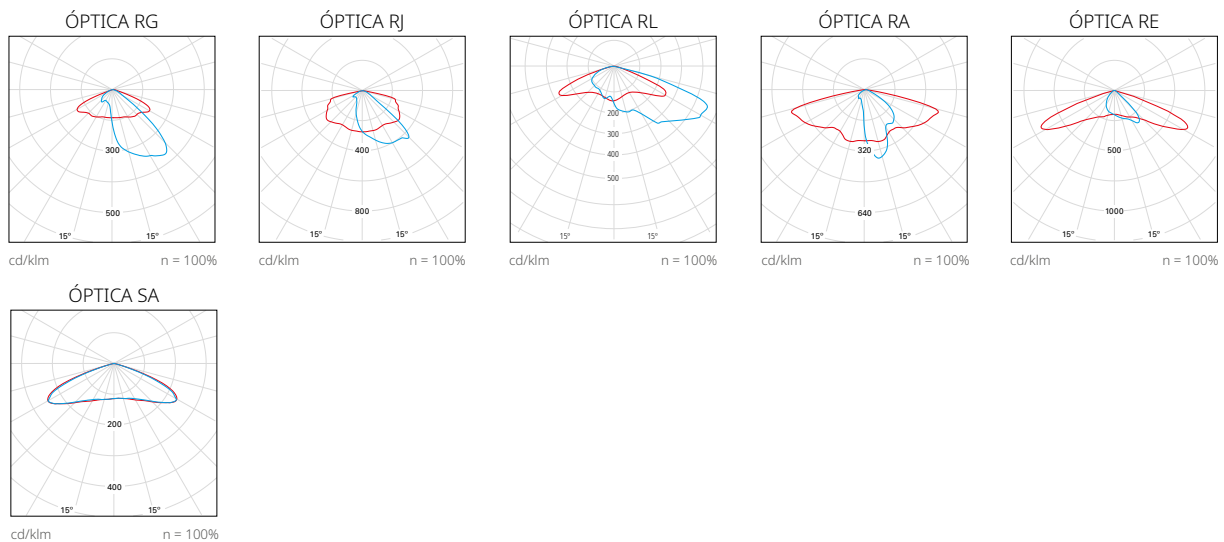 ÓPTICA RG
300
500
15° 15°
cd/klm n = 100%
ÓPTICA RJ
400
800
15° 15°
cd/klm n = 100%
ÓPTICA RL
200
300
400
500
15° 15°
cd/klm n = 100%
ÓPTICA RA
320
640
15° 15°
cd/klm n = 100%
ÓPTICA RE
500
1000
15° 15°
cd/klm n = 100%
ÓPTICA SA
200
400
15° 15°
cd/klm n = 100%